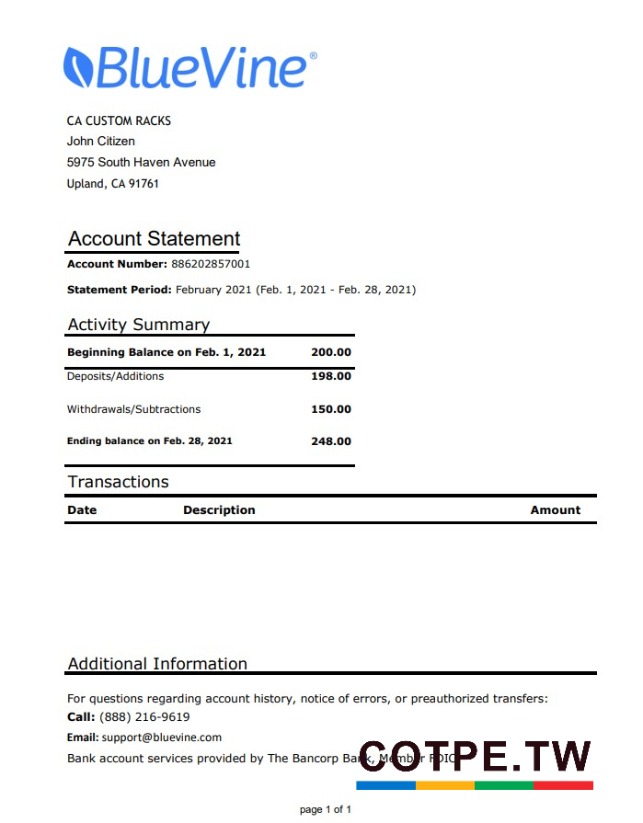 BlueVine®
CA CUSTOM RACKS
John Citizen
5975 South Haven Avenue
Upland, CA 91761
Account Statement
Account Number: 886202857001
Statement Period: February 2021 (Feb. 1, 2021 - Feb. 28, 2021)
Activity Summary
Beginning Balance on Feb. 1, 2021 200.00
Deposits/Additions 198.00
Withdrawals/Subtractions 150.00
Ending balance on Feb. 28, 2021 248.00
Transactions
Date Description Amount
Additional Information
For questions regarding account history, notice of errors, or preauthorized transfers:
Call: (888) 216-9619
Email: support@bluevine.com
Bank account services provided by The Bancorp Bank, Member FDIC
COTPE.TW
page 1 of 1